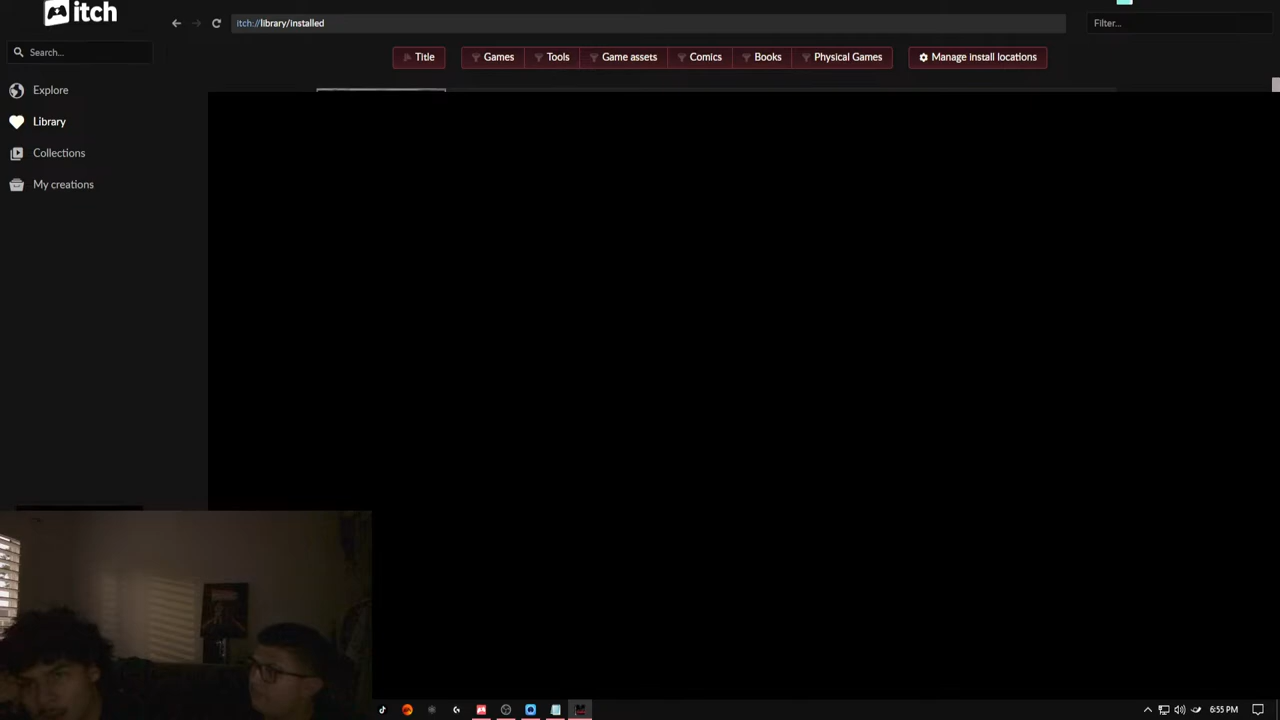 itch
itch://library/installed
Filter...
Search...
Title
Games
Tools
Game assets
Comics
Books
Physical Games
Manage install locations
Explore
Library
Collections
My creations
6:55 PM